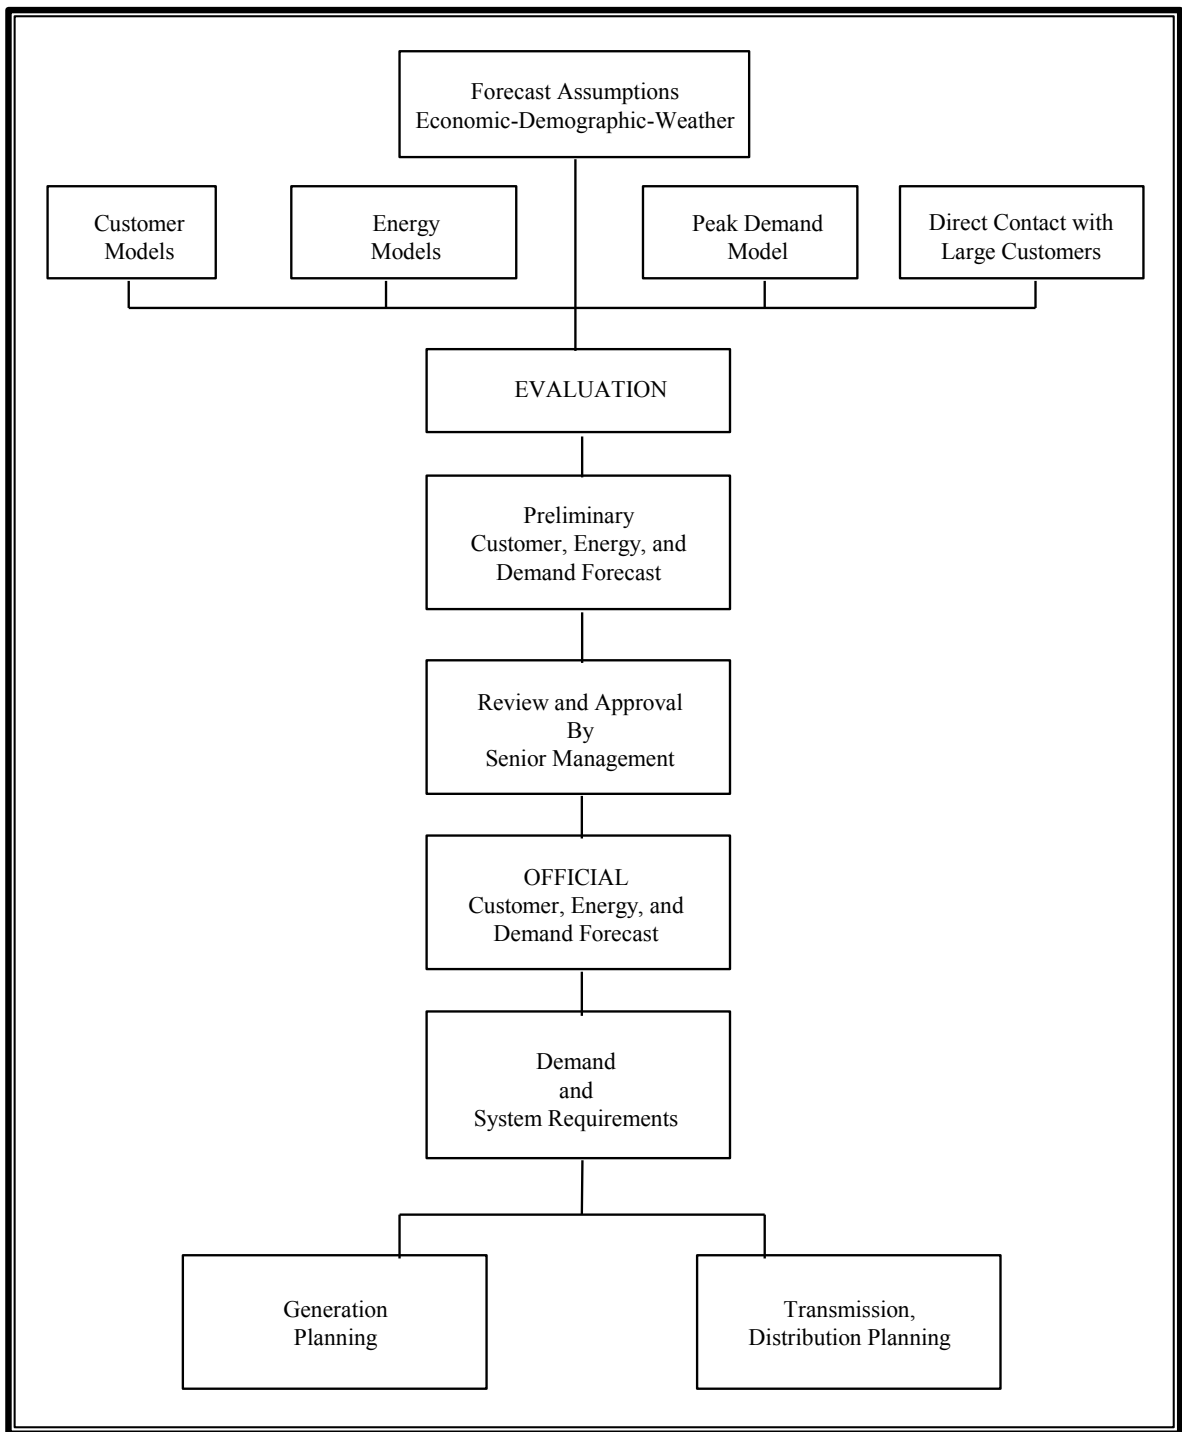 Forecast Assumptions
Economic-Demographic-Weather
Customer
Models
Energy
Models
Peak Demand
Model
Direct Contact with
Large Customers
EVALUATION
Preliminary
Customer, Energy, and
Demand Forecast
Review and Approval
By
Senior Management
OFFICIAL
Customer, Energy, and
Demand Forecast
Demand
and
System Requirements
Generation
Planning
Transmission,
Distribution Planning